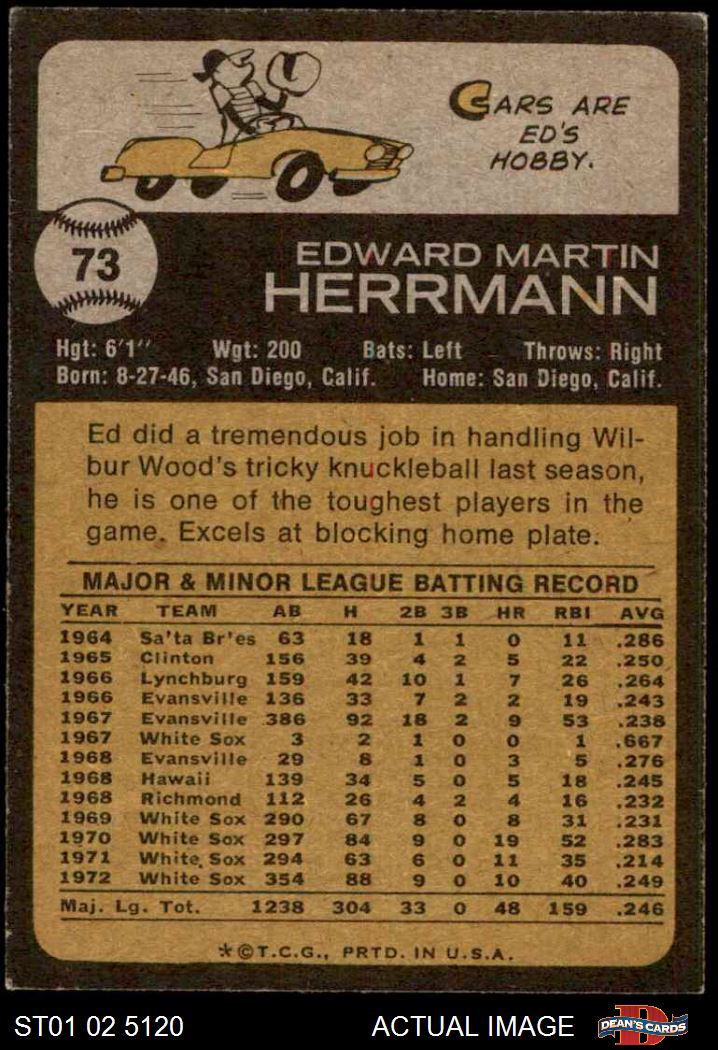 CARS ARE
ED'S
HOBBY.
73
EDWARD MARTIN
HERRMANN
Hgt: 6'1" Wgt: 200 Bats: Left Throws: Right
Born: 8-27-46, San Diego, Calif. Home: San Diego, Calif.
Ed did a tremendous job in handling Wil-
bur Wood's tricky knuckleball last season,
he is one of the toughest players in the
game. Excels at blocking home plate.
MAJOR & MINOR LEAGUE BATTING RECORD
YEAR TEAM AB H 2B 3B HR RBI AVG
1964 Sa'ta Br'es 63 18 1 1 0 11 .286
1965 Clinton 156 39 4 2 5 22 .250
1966 Lynchburg 159 42 10 1 7 26 .264
1966 Evansville 136 33 7 2 2 19 .243
1967 Evansville 386 92 18 2 9 53 .238
1967 White Sox 3 2 1 0 0 1 .667
1968 Evansville 29 8 1 0 3 5 .276
1968 Hawaii 139 34 5 0 5 18 .245
1968 Richmond 112 26 4 2 4 16 .232
1969 White Sox 290 67 8 0 8 31 .231
1970 White Sox 297 84 9 0 19 52 .283
1971 White Sox 294 63 6 0 11 35 .214
1972 White Sox 354 88 9 0 10 40 .249
Maj. Lg. Tot. 1238 304 33 0 48 159 .246
*©T.C.G., PRTD. IN U.S.A.
ST01 02 5120 ACTUAL IMAGE D DEAN'S CARDS